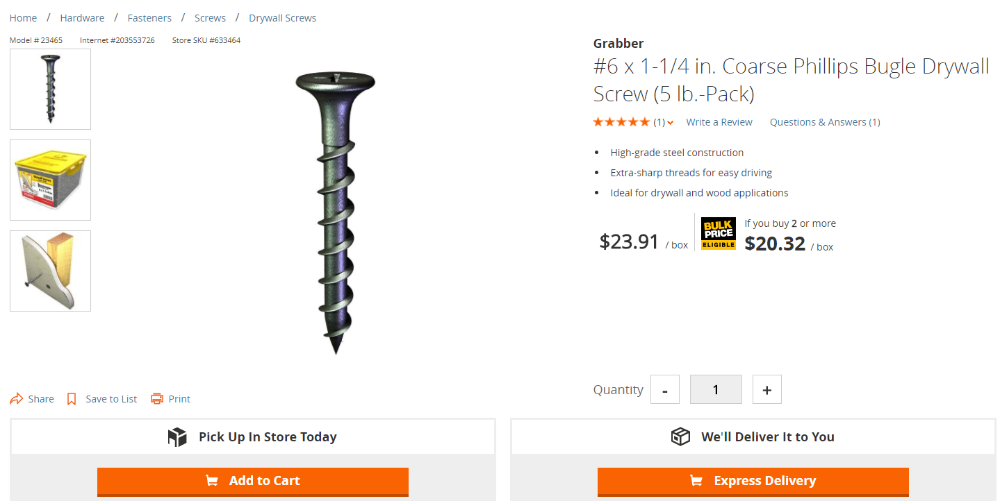 Home / Hardware / Fasteners / Screws / Drywall Screws
Model # 23465 Internet #203553726 Store SKU #633464
Grabber
#6 x 1-1/4 in. Coarse Phillips Bugle Drywall
Screw (5 lb.-Pack)
(1) Write a Review Questions & Answers (1)
• High-grade steel construction
• Extra-sharp threads for easy driving
• Ideal for drywall and wood applications
$23.91 / box
BULK
PRICE
ELIGIBLE
If you buy 2 or more
$20.32 / box
Quantity - 1 +
Share Save to List Print
Pick Up In Store Today
Add to Cart
We'll Deliver It to You
Express Delivery